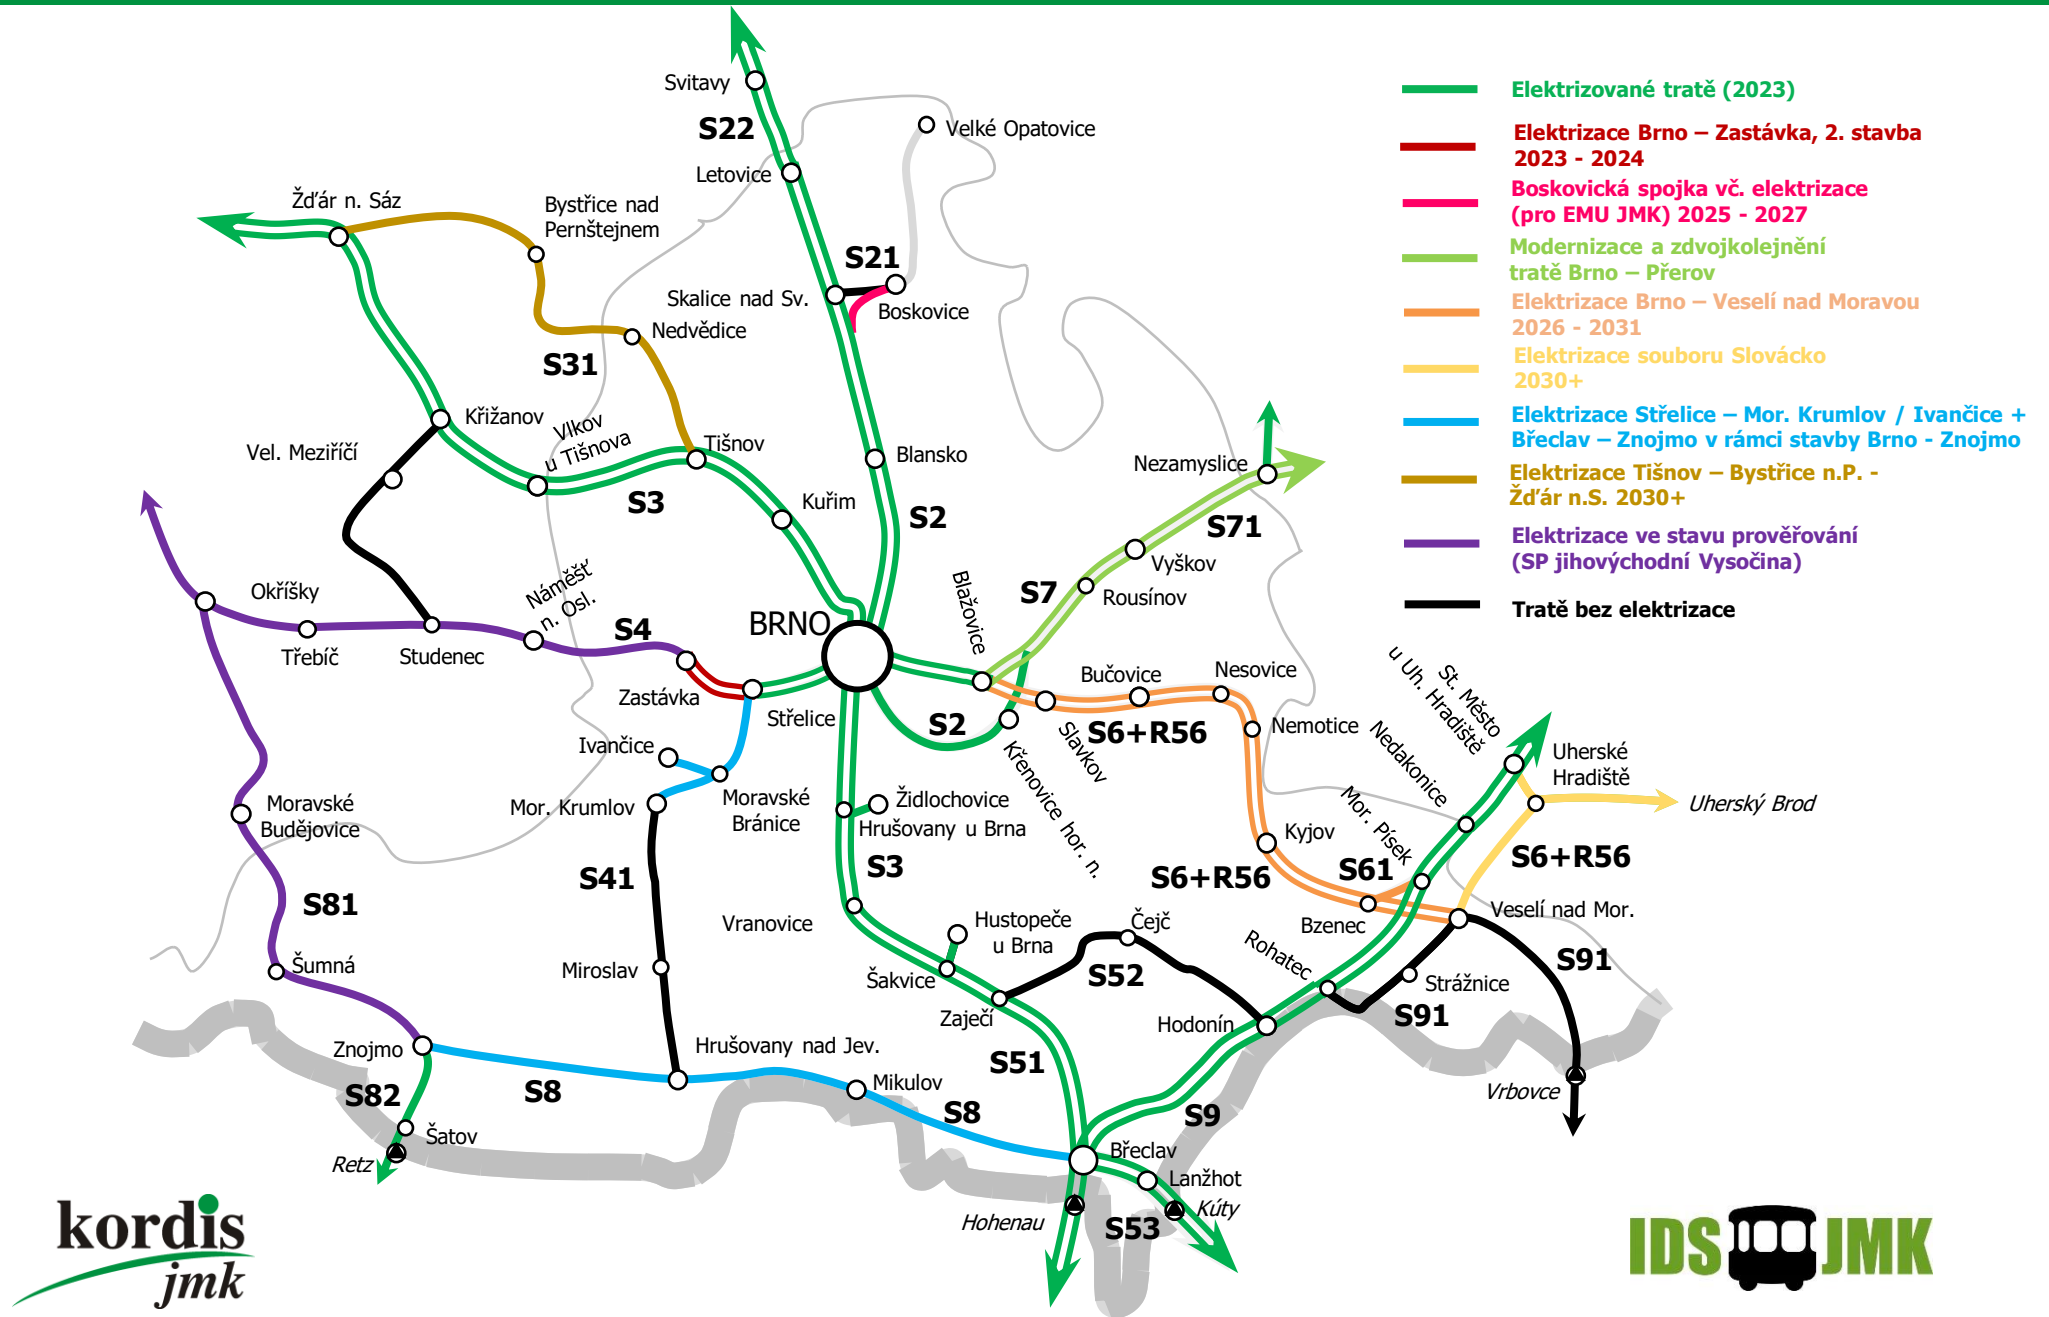 Svitavy
S22
Velké Opatovice
Letovice
Žďár n. Sáz
Bystřice nad
Pernštejnem
S21
Skalice nad Sv.
Boskovice
Nedvědice
S31
Křižanov
Vlkov
u Tišnova
Tišnov
Vel. Meziříčí
S3
Blansko
Kuřim
S2
Nezamyslice
S71
Vyškov
Rousínov
S7
Blažovice
Okříšky
Třebíč
Studenec
Náměšť
n. Osl.
S4
BRNO
Zastávka
Střelice
S2
Bučovice
Nesovice
S6+R56
Slavkov
Nemotice
Křenovice hor. n.
Ivančice
Mor. Krumlov
Moravské
Bránice
Židlochovice
Hrušovany u Brna
Moravské
Budějovice
St. Město
u Uh. Hradiště
Uherské
Hradiště
Uherský Brod
Nedakonice
Mor. Písek
Kyjov
S6+R56
S61
S6+R56
S41
S3
S81
Vranovice
Hustopeče
u Brna
Čejč
Bzenec
Veselí nad Mor.
Rohatec
S91
Šumná
Miroslav
Šakvice
S52
Strážnice
Zaječí
Hodonín
S91
Znojmo
Hrušovany nad Jev.
S51
S82
S8
Mikulov
S8
S9
Vrbovce
Šatov
Retz
Břeclav
Lanžhot
Kúty
Hohenau
S53
Elektrizované tratě (2023)
Elektrizace Brno – Zastávka, 2. stavba
2023 - 2024
Boskovická spojka vč. elektrizace
(pro EMU JMK) 2025 - 2027
Modernizace a zdvojkolejnění
tratě Brno – Přerov
Elektrizace Brno – Veselí nad Moravou
2026 - 2031
Elektrizace souboru Slovácko
2030+
Elektrizace Střelice – Mor. Krumlov / Ivančice +
Břeclav – Znojmo v rámci stavby Brno - Znojmo
Elektrizace Tišnov – Bystřice n.P. -
Žďár n.S. 2030+
Elektrizace ve stavu prověřování
(SP jihovýchodní Vysočina)
Tratě bez elektrizace
kordis
jmk
IDS JMK